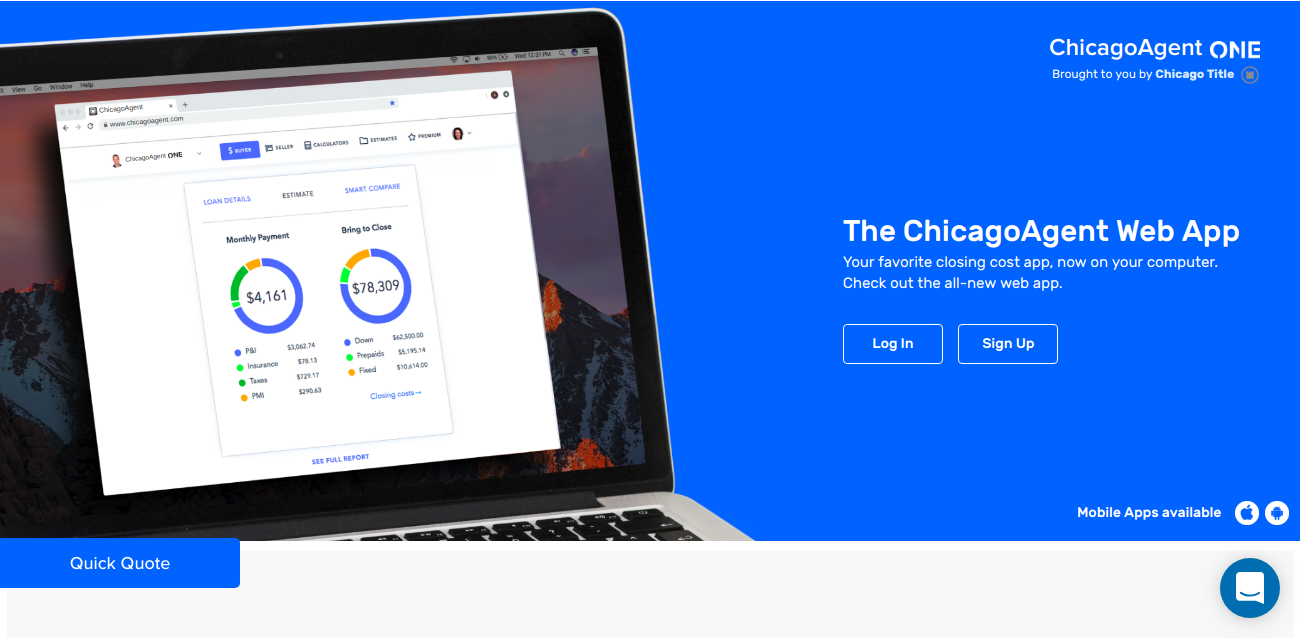 View Go Window Help
99% Wed 12:31 PM
ChicagoAgent
www.chicagoagent.com
ChicagoAgent ONE
$ BUYER SELLER CALCULATORS ESTIMATES PREMIUM
LOAN DETAILS ESTIMATE SMART COMPARE
Monthly Payment
Bring to Close
$4,161
$78,309
P&I $3,062.74
Insurance $78.13
Taxes $729.17
PMI $290.63
Down $62,500.00
Prepaids $5,195.14
Fixed $10,614.00
Closing costs→
SEE FULL REPORT
ChicagoAgent ONE
Brought to you by Chicago Title
The ChicagoAgent Web App
Your favorite closing cost app, now on your computer.
Check out the all-new web app.
Log In
Sign Up
Mobile Apps available
Quick Quote